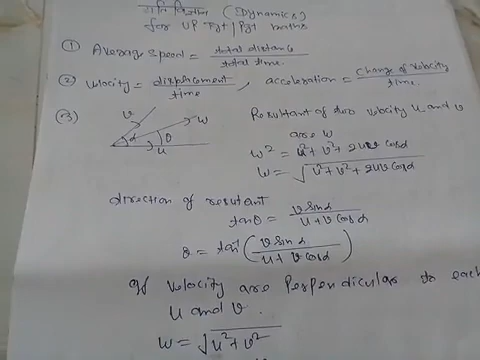 गति विज्ञान (Dynamics)
for UP TGT/PGT maths
① Average speed = total distance / total time
② Velocity = displacement / time , acceleration = change of velocity / time
③ v α θ w u
Resultant of two velocity u and v
are w
w² = u² + v² + 2uv cosα
w = √(u² + v² + 2uv cosα)
direction of resutant
tanθ = v sinα / (u + v cosα)
θ = tan⁻¹ (v sinα / (u + v cosα))
If velocity are perpendicular to each
u and v.
w = √(u² + v²)